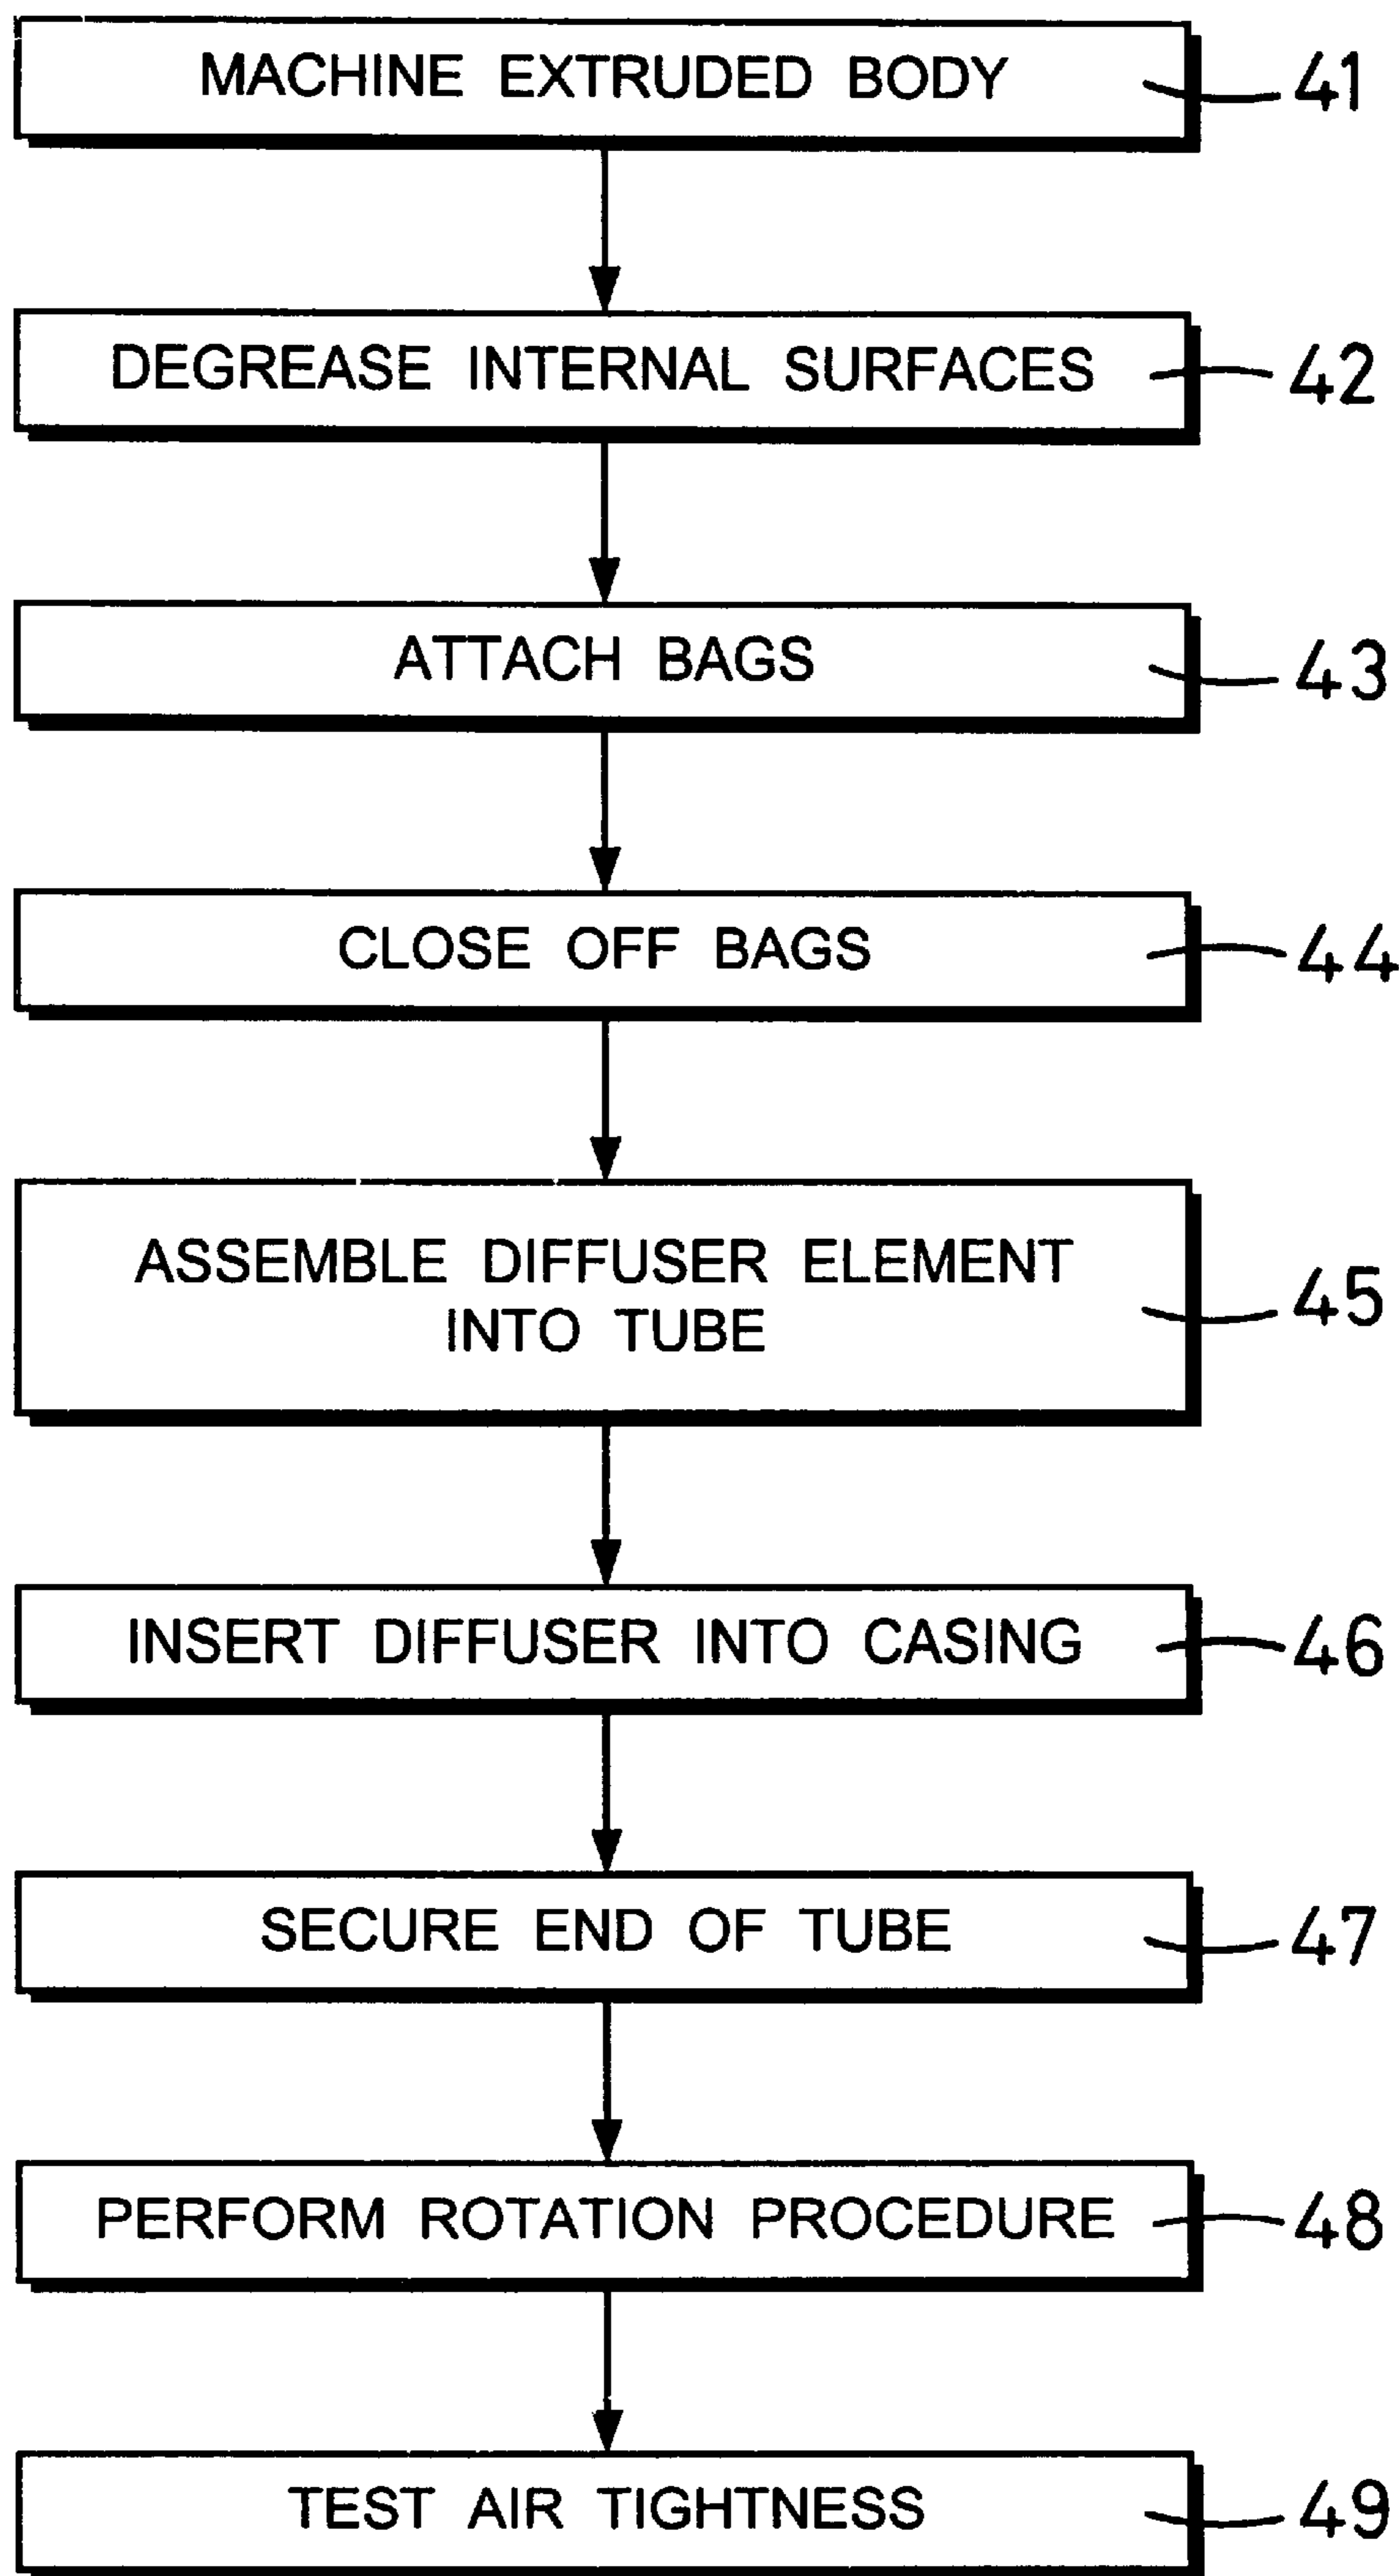 MACHINE EXTRUDED BODY 41
DEGREASE INTERNAL SURFACES 42
ATTACH BAGS 43
CLOSE OFF BAGS 44
ASSEMBLE DIFFUSER ELEMENT
INTO TUBE 45
INSERT DIFFUSER INTO CASING 46
SECURE END OF TUBE 47
PERFORM ROTATION PROCEDURE 48
TEST AIR TIGHTNESS 49